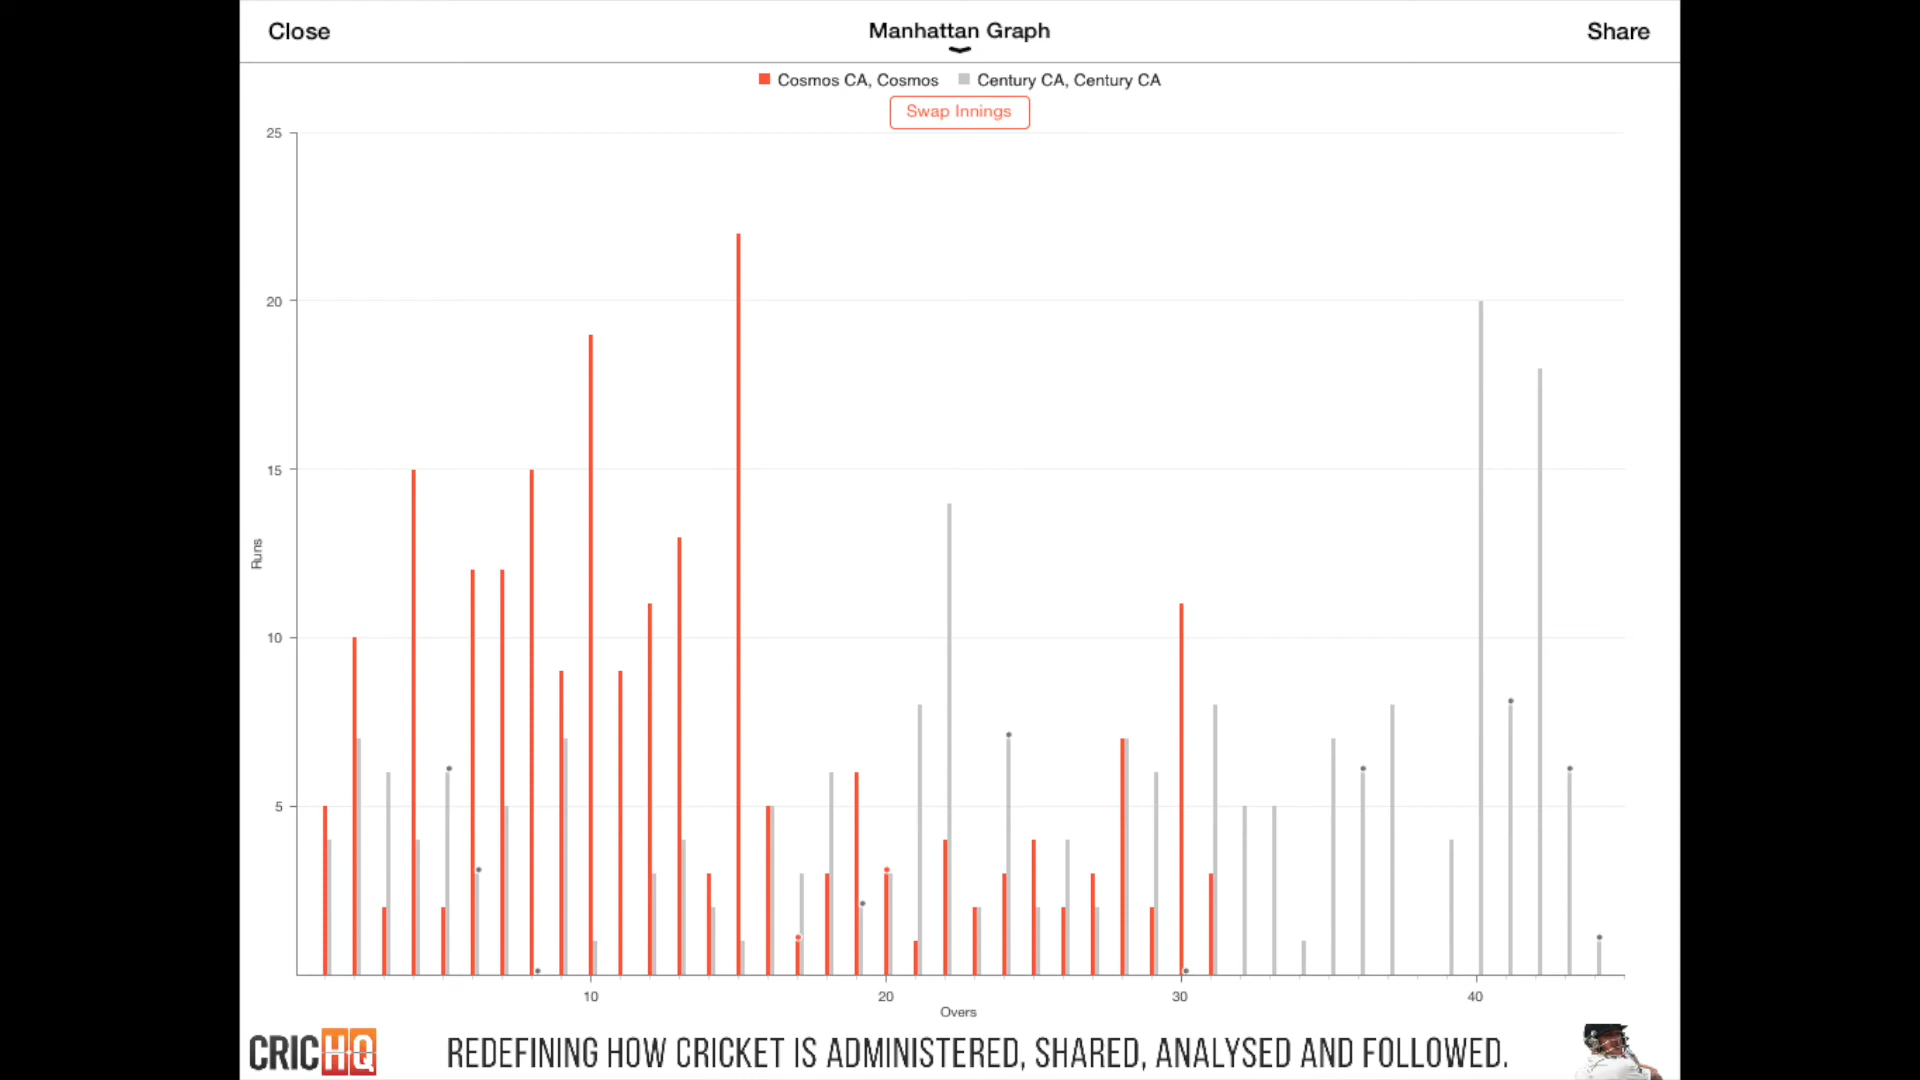 Close
Manhattan Graph
Share
Cosmos CA, Cosmos
Century CA, Century CA
Swap Innings
25
20
15
10
5
Runs
10
20
30
40
Overs
CRICHQ
REDEFINING HOW CRICKET IS ADMINISTERED, SHARED, ANALYSED AND FOLLOWED.